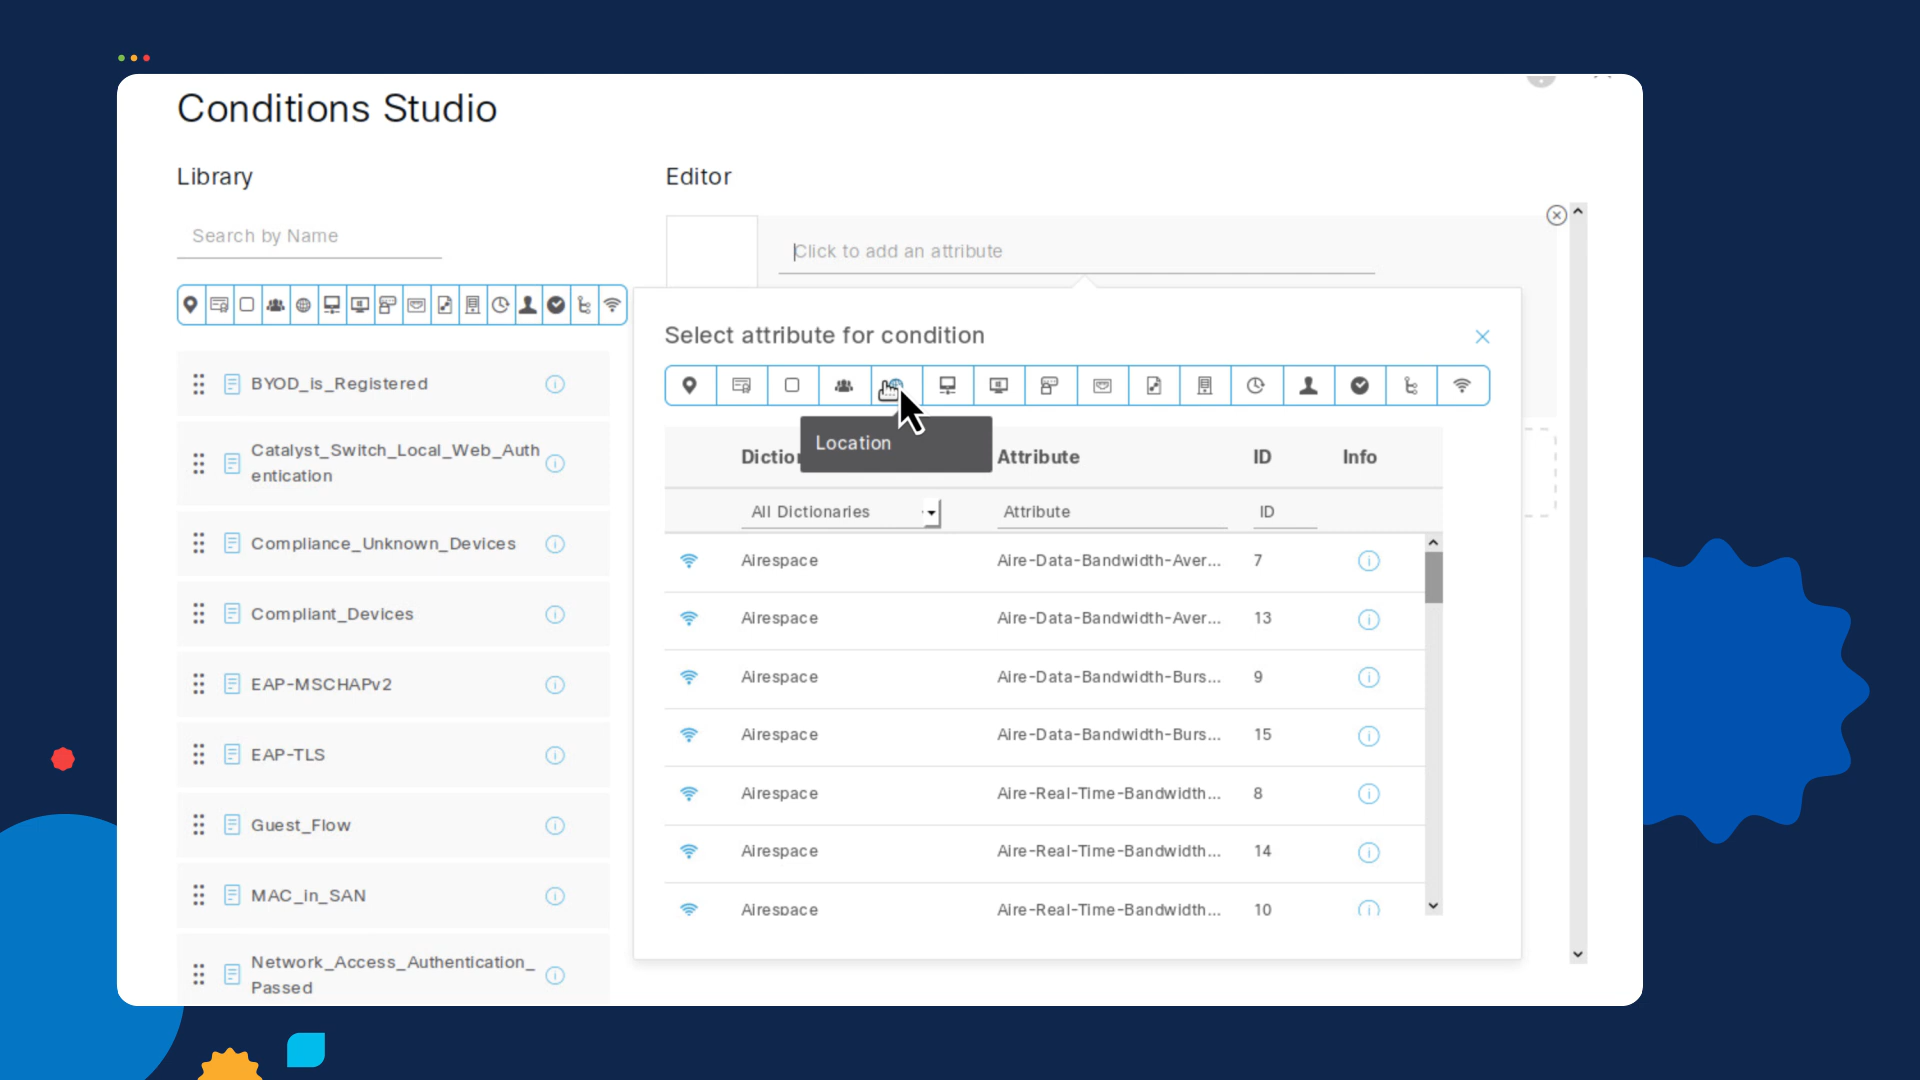 Conditions Studio
Library
Editor
Search by Name
Click to add an attribute
Select attribute for condition
Location
Attribute
ID
Info
All Dictionaries
Attribute
ID
BYOD_is_Registered
Catalyst_Switch_Local_Web_Auth
entication
Compliance_Unknown_Devices
Compliant_Devices
EAP-MSCHAPv2
EAP-TLS
Guest_Flow
MAC_in_SAN
Network_Access_Authentication_
Passed
Airespace Aire-Data-Bandwidth-Aver... 7
Airespace Aire-Data-Bandwidth-Aver... 13
Airespace Aire-Data-Bandwidth-Burs... 9
Airespace Aire-Data-Bandwidth-Burs... 15
Airespace Aire-Real-Time-Bandwidth... 8
Airespace Aire-Real-Time-Bandwidth... 14
Airespace Aire-Real-Time-Bandwidth... 10